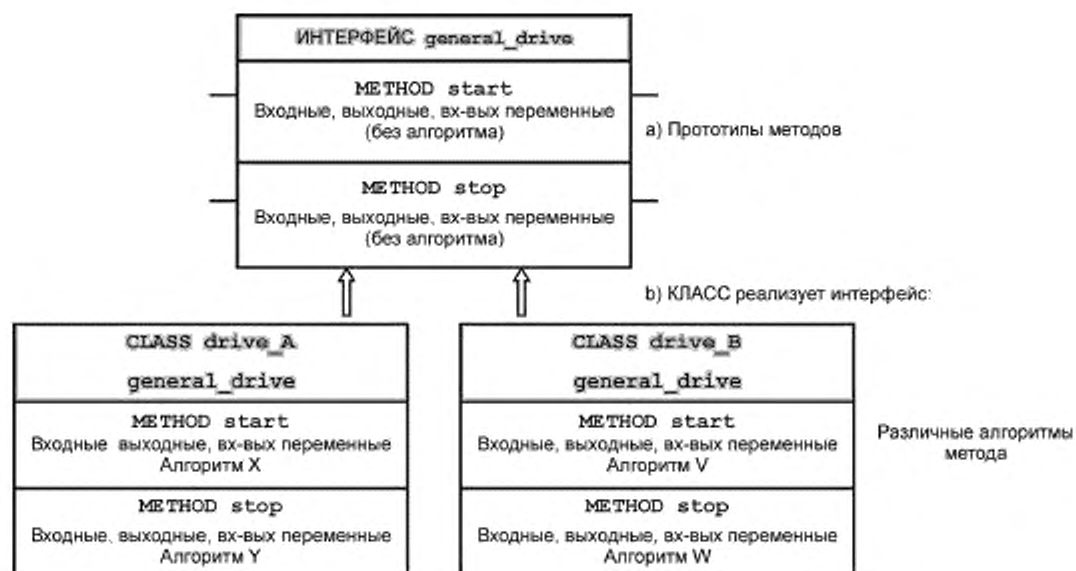 ИНТЕРФЕЙС general_drive
METHOD start
Входные, выходные, вх-вых переменные
(без алгоритма)
a) Прототипы методов
METHOD stop
Входные, выходные, вх-вых переменные
(без алгоритма)
b) КЛАСС реализует интерфейс:
CLASS drive_A
general_drive
METHOD start
Входные выходные, вх-вых переменные
Алгоритм X
METHOD stop
Входные, выходные, вх-вых переменные
Алгоритм Y
CLASS drive_B
general_drive
METHOD start
Входные, выходные, вх-вых переменные
Алгоритм V
METHOD stop
Входные, выходные, вх-вых переменные
Алгоритм W
Различные алгоритмы
метода